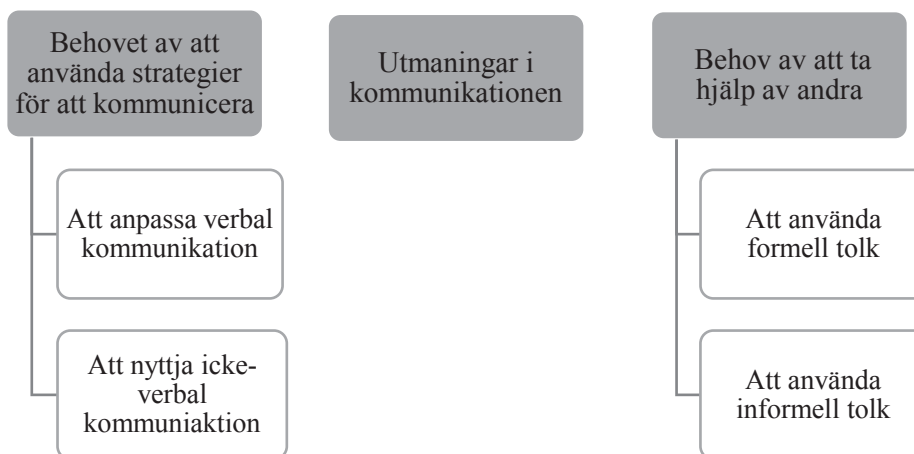 Behovet av att
använda strategier
för att kommunicera
Att anpassa verbal
kommunikation
Att nyttja icke-
verbal
kommuniaktion
Utmaningar i
kommunikationen
Behov av att ta
hjälp av andra
Att använda
formell tolk
Att använda
informell tolk